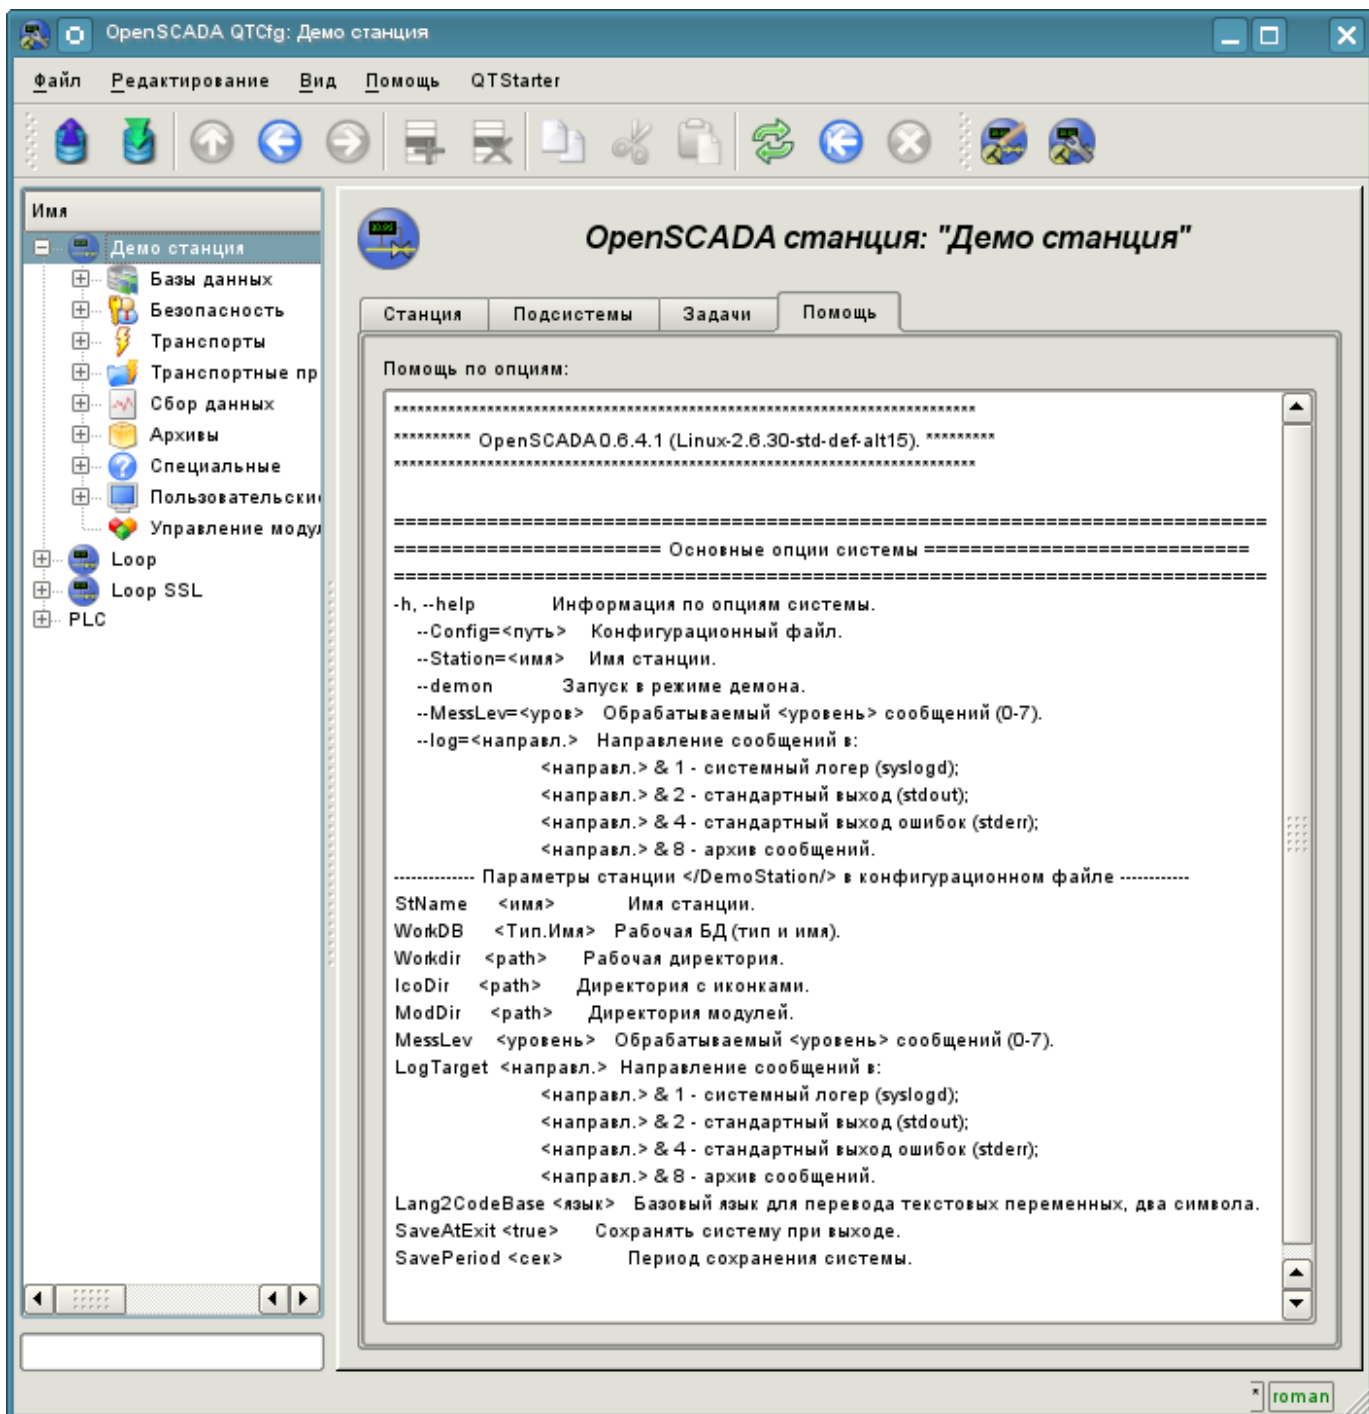 OpenSCADA QTCfg: Демо станция
Файл Редактирование Вид Помощь QTStarter
Имя
Демо станция
Базы данных
Безопасность
Транспорты
Транспортные пр
Сбор данных
Архивы
Специальные
Пользовательские
Управление модул
Loop
Loop SSL
PLC
OpenSCADA станция: "Демо станция"
Станция Подсистемы Задачи Помощь
Помощь по опциям:
***************************************************************************
********** OpenSCADA 0.6.4.1 (Linux-2.6.30-std-def-alt15). *********
***************************************************************************
===========================================================================
======================= Основные опции системы ============================
===========================================================================
-h, --help Информация по опциям системы.
--Config=<путь> Конфигурационный файл.
--Station=<имя> Имя станции.
--demon Запуск в режиме демона.
--MessLev=<уров> Обрабатываемый <уровень> сообщений (0-7).
--log=<направл.> Направление сообщений в:
<направл.> & 1 - системный логер (syslogd);
<направл.> & 2 - стандартный выход (stdout);
<направл.> & 4 - стандартный выход ошибок (stderr);
<направл.> & 8 - архив сообщений.
-------------- Параметры станции </DemoStation/> в конфигурационном файле ------------
StName <имя> Имя станции.
WorkDB <Тип.Имя> Рабочая БД (тип и имя).
Workdir <path> Рабочая директория.
IcoDir <path> Директория с иконками.
ModDir <path> Директория модулей.
MessLev <уровень> Обрабатываемый <уровень> сообщений (0-7).
LogTarget <направл.> Направление сообщений в:
<направл.> & 1 - системный логер (syslogd);
<направл.> & 2 - стандартный выход (stdout);
<направл.> & 4 - стандартный выход ошибок (stderr);
<направл.> & 8 - архив сообщений.
Lang2CodeBase <язык> Базовый язык для перевода текстовых переменных, два символа.
SaveAtExit <true> Сохранять систему при выходе.
SavePeriod <сек> Период сохранения системы.
* roman